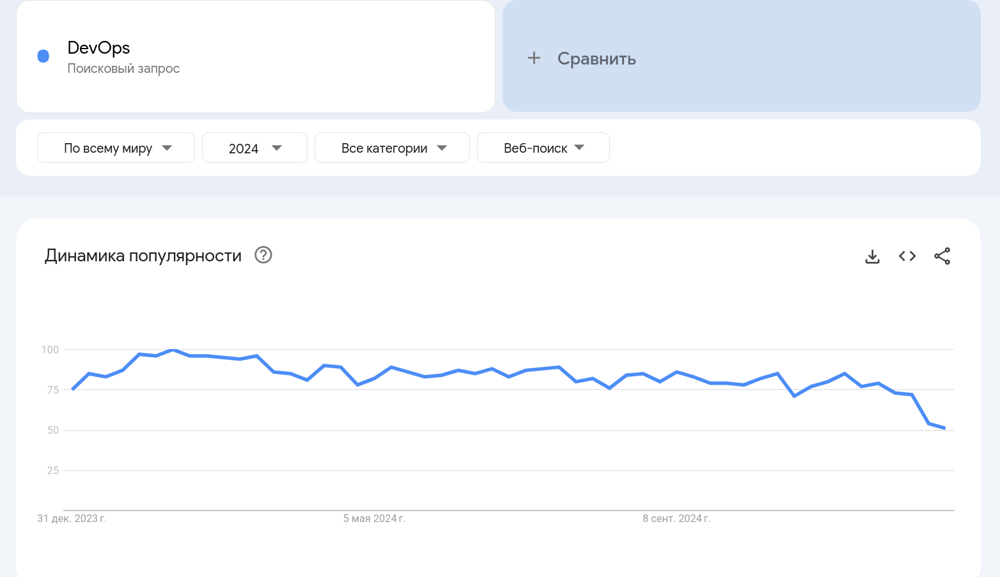 DevOps
Поисковый запрос
+ Сравнить
По всему миру
2024
Все категории
Веб-поиск
Динамика популярности
100
75
50
25
31 дек. 2023 г.
5 мая 2024 г.
8 сент. 2024 г.